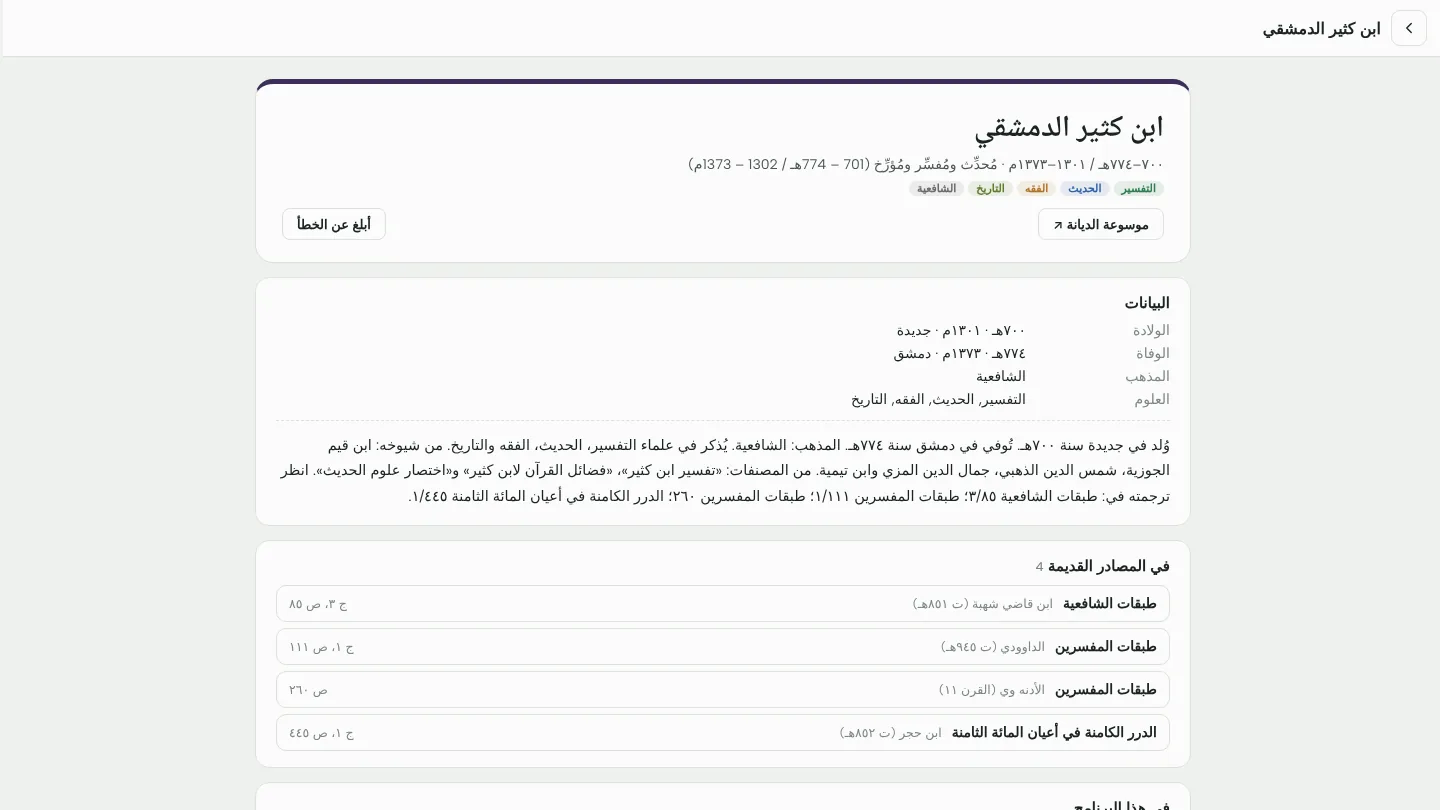 ابن كثير الدمشقي
ابن كثير الدمشقي
٧٠٠–٧٧٤هـ / ١٣٠١–١٣٧٣م · مُحدِّث ومُفسِّر ومُؤرِّخ (701 – 774هـ / 1302 – 1373م)
التفسير الحديث الفقه التاريخ الشافعية
موسوعة الديانة ↗ أبلغ عن الخطأ
البيانات
الولادة ٧٠٠هـ · ١٣٠١م · جديدة
الوفاة ٧٧٤هـ · ١٣٧٣م · دمشق
المذهب الشافعية
العلوم التفسير, الحديث, الفقه, التاريخ
وُلد في جديدة سنة ٧٠٠هـ. تُوفي في دمشق سنة ٧٧٤هـ. المذهب: الشافعية. يُذكر في علماء التفسير، الحديث، الفقه والتاريخ. من شيوخه: ابن قيم
الجوزية، شمس الدين الذهبي، جمال الدين المزي وابن تيمية. من المصنفات: «تفسير ابن كثير»، «فضائل القرآن لابن كثير» و«اختصار علوم الحديث». انظر
ترجمته في: طبقات الشافعية ٣/٨٥؛ طبقات المفسرين ١/١١١؛ طبقات المفسرين ٢٦٠؛ الدرر الكامنة في أعيان المائة الثامنة ١/٤٤٥.
في المصادر القديمة 4
طبقات الشافعية ابن قاضي شهبة (ت ٨٥١هـ) ج ٣، ص ٨٥
طبقات المفسرين الداوودي (ت ٩٤٥هـ) ج ١، ص ١١١
طبقات المفسرين الأدنه وي (القرن ١١) ص ٢٦٠
الدرر الكامنة في أعيان المائة الثامنة ابن حجر (ت ٨٥٢هـ) ج ١، ص ٤٤٥
في هذا البرنامج